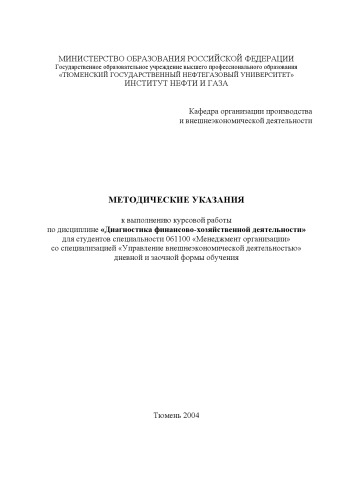 МИНИСТЕРСТВО ОБРАЗОВАНИЯ РОССИЙСКОЙ ФЕДЕРАЦИИ
Государственное образовательное учреждение высшего профессионального образования
«ТЮМЕНСКИЙ ГОСУДАРСТВЕННЫЙ НЕФТЕГАЗОВЫЙ УНИВЕРСИТЕТ»
ИНСТИТУТ НЕФТИ И ГАЗА
Кафедра организации производства
и внешнеэкономической деятельности
МЕТОДИЧЕСКИЕ УКАЗАНИЯ
к выполнению курсовой работы
по дисциплине «Диагностика финансово-хозяйственной деятельности»
для студентов специальности 061100 «Менеджмент организации»
со специализацией «Управление внешнеэкономической деятельностью»
дневной и заочной формы обучения
Тюмень 2004